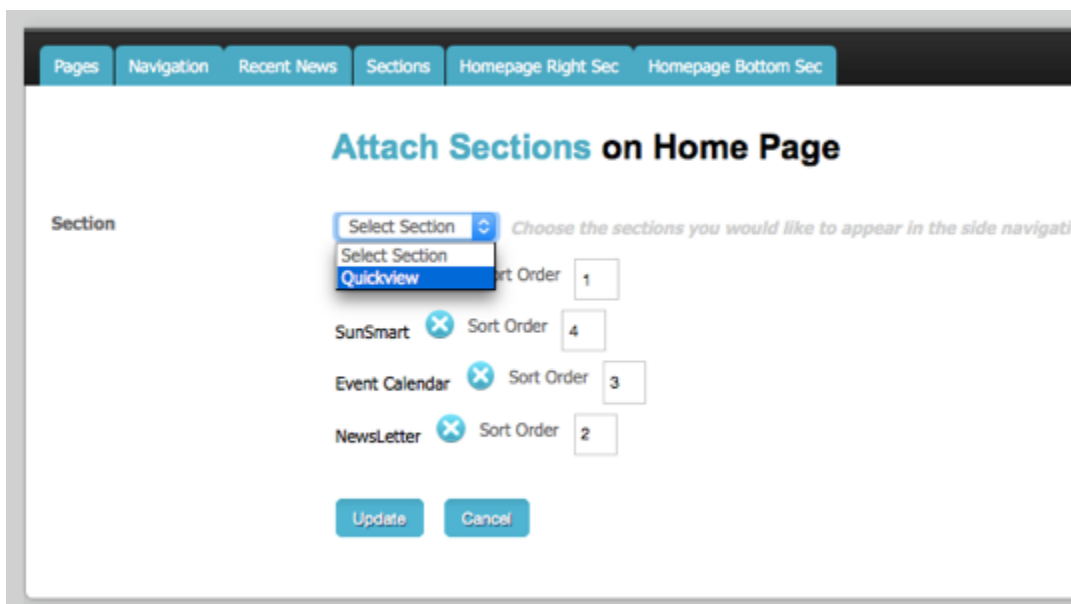 Pages Navigation Recent News Sections Homepage Right Sec Homepage Bottom Sec
Attach Sections on Home Page
Section Select Section Choose the sections you would like to appear in the side
Select Section
Quickview Order 1
SunSmart Sort Order 4
Event Calendar Sort Order 3
NewsLetter Sort Order 2
Update Cancel